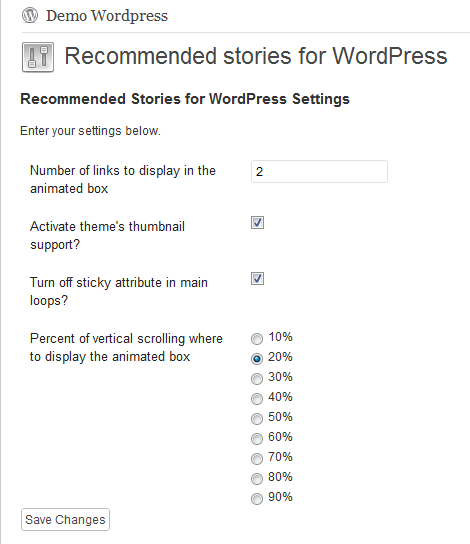 Demo Wordpress
Recommended stories for WordPress
Recommended Stories for WordPress Settings
Enter your settings below.
Number of links to display in the
animated box
2
Activate theme's thumbnail
support?
Turn off sticky attribute in main
loops?
Percent of vertical scrolling where
to display the animated box
10%
20%
30%
40%
50%
60%
70%
80%
90%
Save Changes